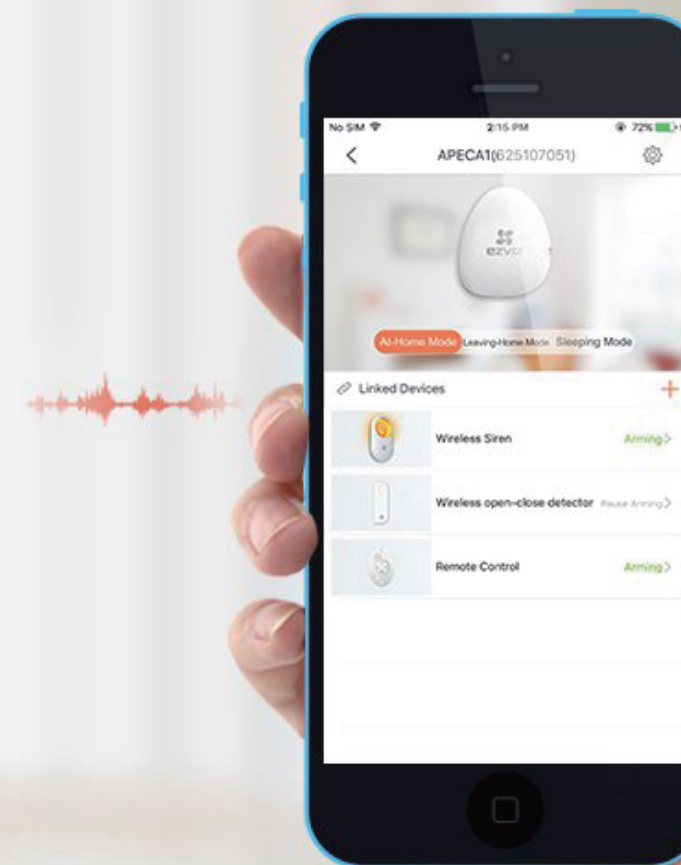 No SIM 2:15 PM 72%
APECA1(625107051)
ezviz
At-Home Mode Leaving-Home Mode Sleeping Mode
Linked Devices
Wireless Siren Arming
Wireless open-close detector Pause Arming
Remote Control Arming